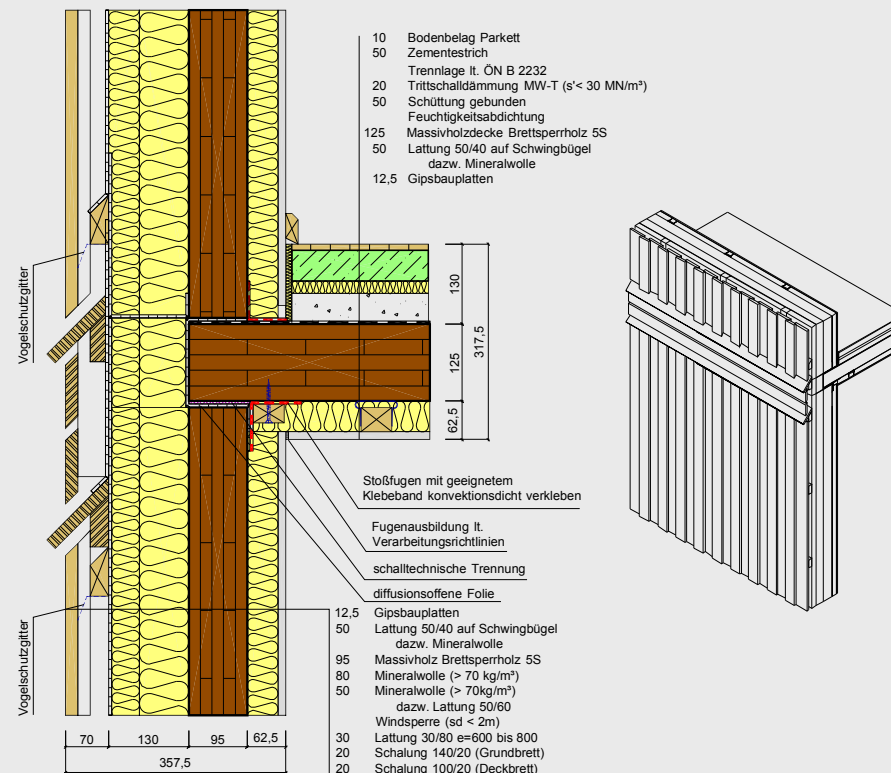 10 Bodenbelag Parkett
50 Zementestrich
Trennlage lt. ÖN B 2232
20 Trittschalldämmung MW-T (s'< 30 MN/m³)
50 Schüttung gebunden
Feuchtigkeitsabdichtung
125 Massivholzdecke Brettsperrholz 5S
50 Lattung 50/40 auf Schwingbügel
dazw. Mineralwolle
12,5 Gipsbauplatten
Vogelschutzgitter
130
125
62,5
317,5
Stoßfugen mit geeignetem
Klebeband konvektionsdicht verkleben
Fugenausbildung lt.
Verarbeitungsrichtlinien
schalltechnische Trennung
diffusionsoffene Folie
Vogelschutzgitter
12,5 Gipsbauplatten
50 Lattung 50/40 auf Schwingbügel
dazw. Mineralwolle
95 Massivholz Brettsperrholz 5S
80 Mineralwolle (> 70 kg/m³)
50 Mineralwolle (> 70kg/m³)
dazw. Lattung 50/60
Windsperre (sd < 2m)
30 Lattung 30/80 e=600 bis 800
20 Schalung 140/20 (Grundbrett)
20 Schalung 100/20 (Deckbrett)
70 130 95 62,5
357,5